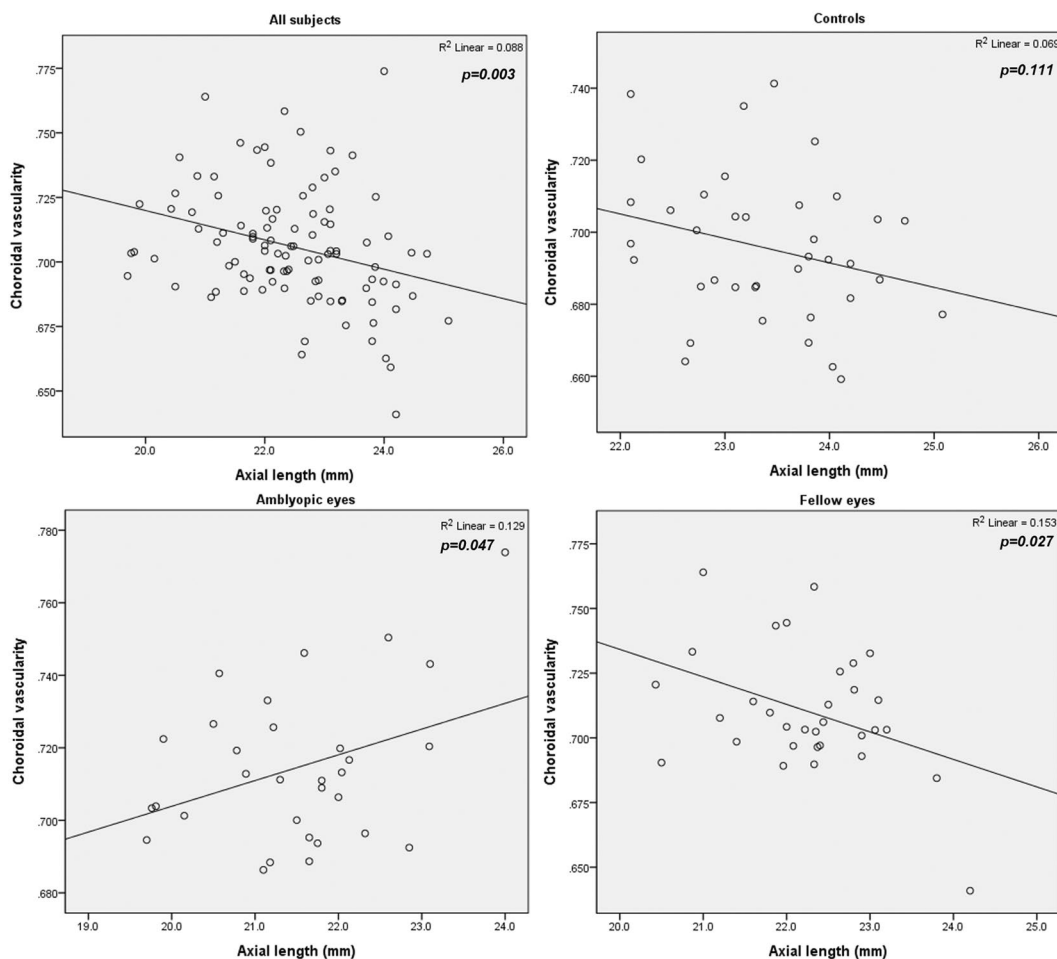 All subjects
R² Linear = 0.088
p=0.003
.775
.750
.725
.700
.675
.650
Choroidal vascularity
20.0 22.0 24.0 26.0
Axial length (mm)
Controls
R² Linear = 0.069
p=0.111
.740
.720
.700
.680
.660
Choroidal vascularity
22.0 23.0 24.0 25.0 26.0
Axial length (mm)
Amblyopic eyes
R² Linear = 0.129
p=0.047
.780
.760
.740
.720
.700
.680
Choroidal vascularity
19.0 20.0 21.0 22.0 23.0 24.0
Axial length (mm)
Fellow eyes
R² Linear = 0.153
p=0.027
.775
.750
.725
.700
.675
.650
Choroidal vascularity
20.0 21.0 22.0 23.0 24.0 25.0
Axial length (mm)